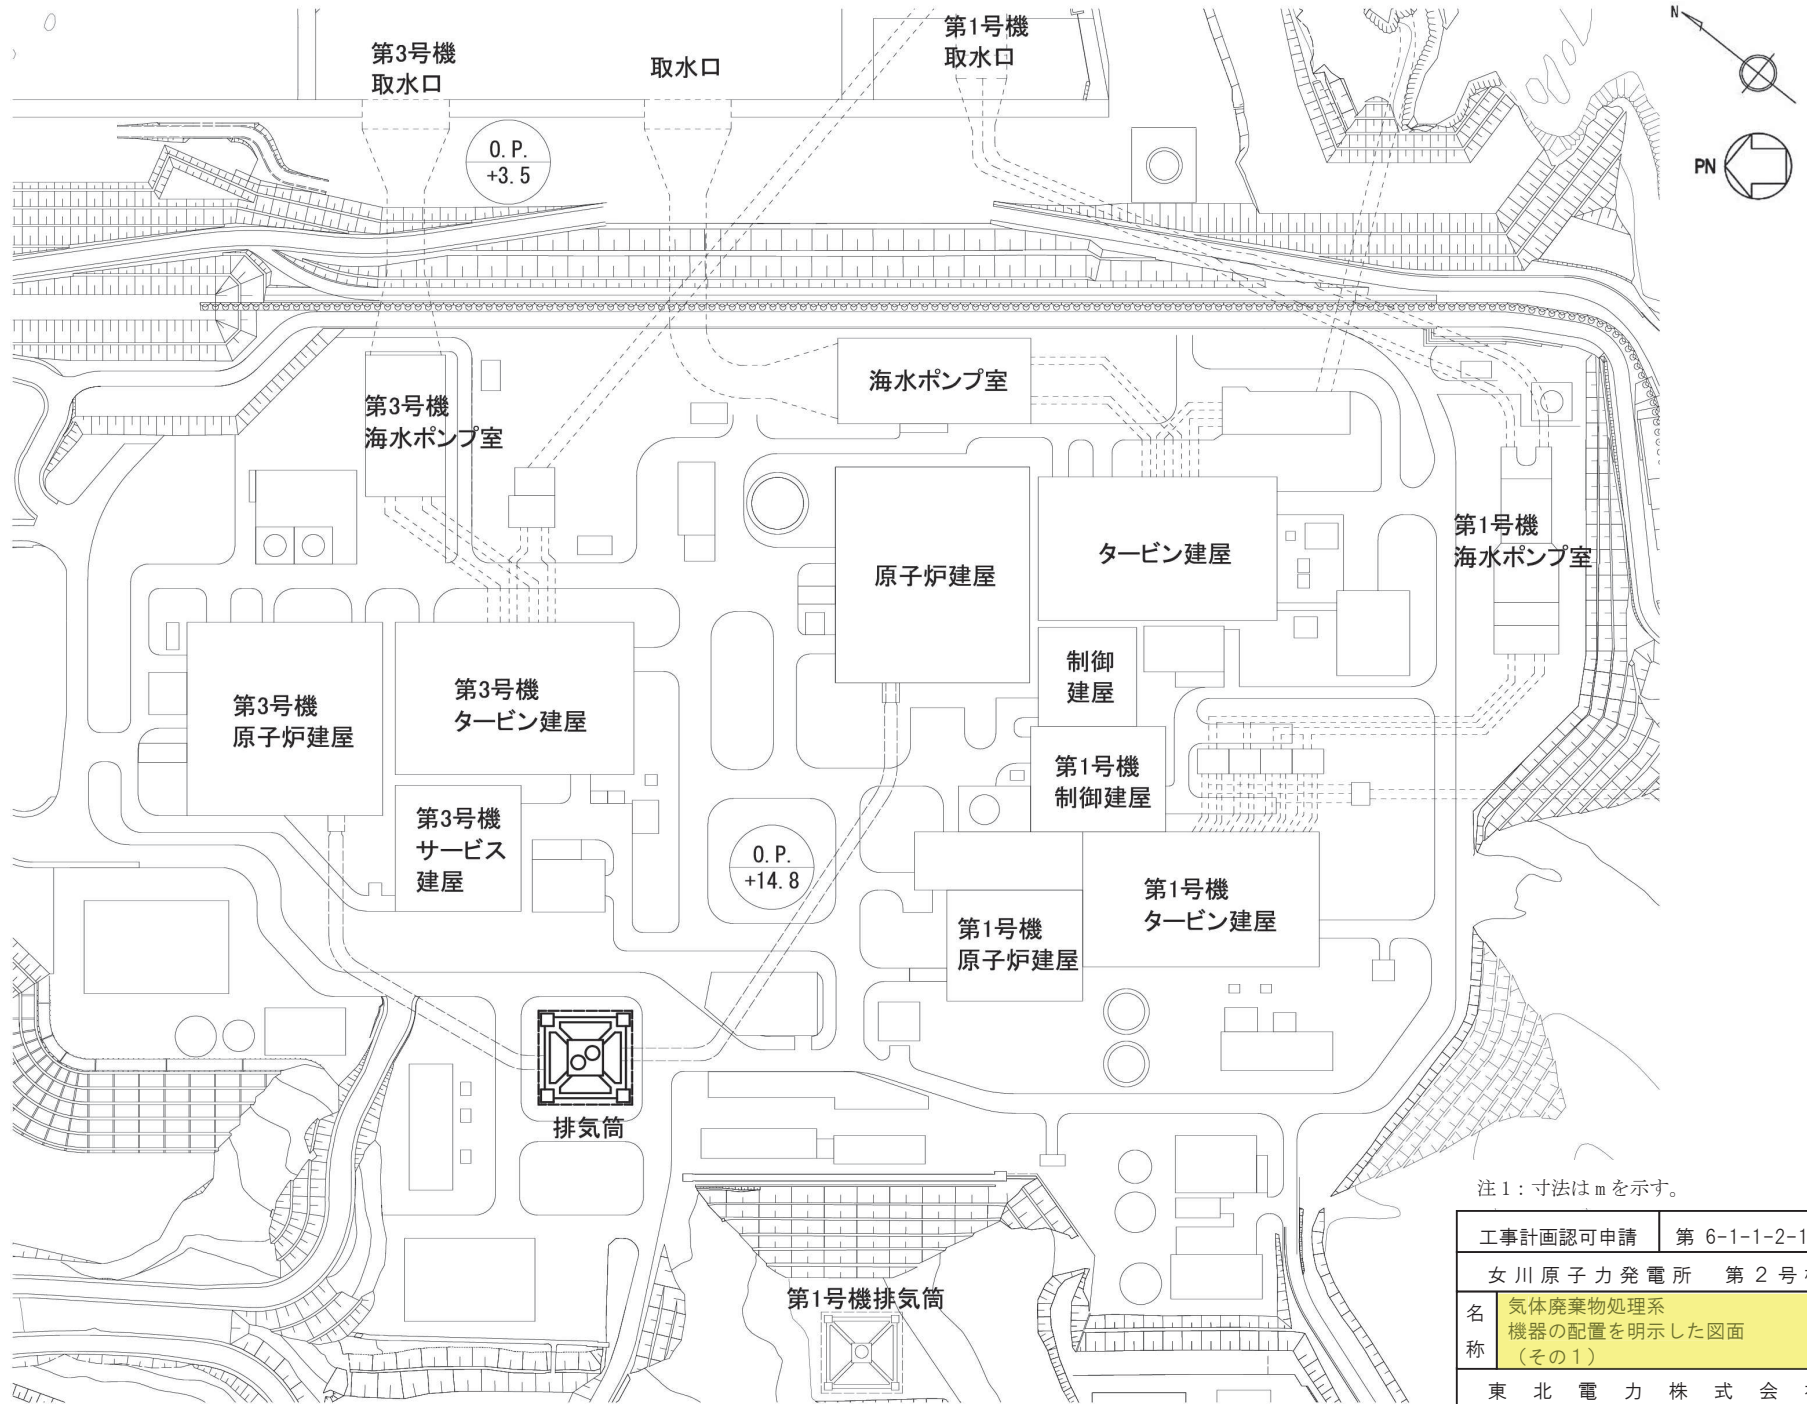 第3号機
取水口
取水口
第1号機
取水口
N
PN
O.P.
+3.5
第3号機
海水ポンプ室
海水ポンプ室
原子炉建屋
タービン建屋
第1号機
海水ポンプ室
制御
建屋
第3号機
原子炉建屋
第3号機
タービン建屋
第1号機
制御建屋
第3号機
サービス
建屋
O.P.
+14.8
第1号機
原子炉建屋
第1号機
タービン建屋
排気筒
第1号機排気筒
注1：寸法はmを示す。
工事計画認可申請 第 6-1-1-2-1
女川原子力発電所 第2号
名称
気体廃棄物処理系
機器の配置を明示した図面
（その1）
東北電力株式会